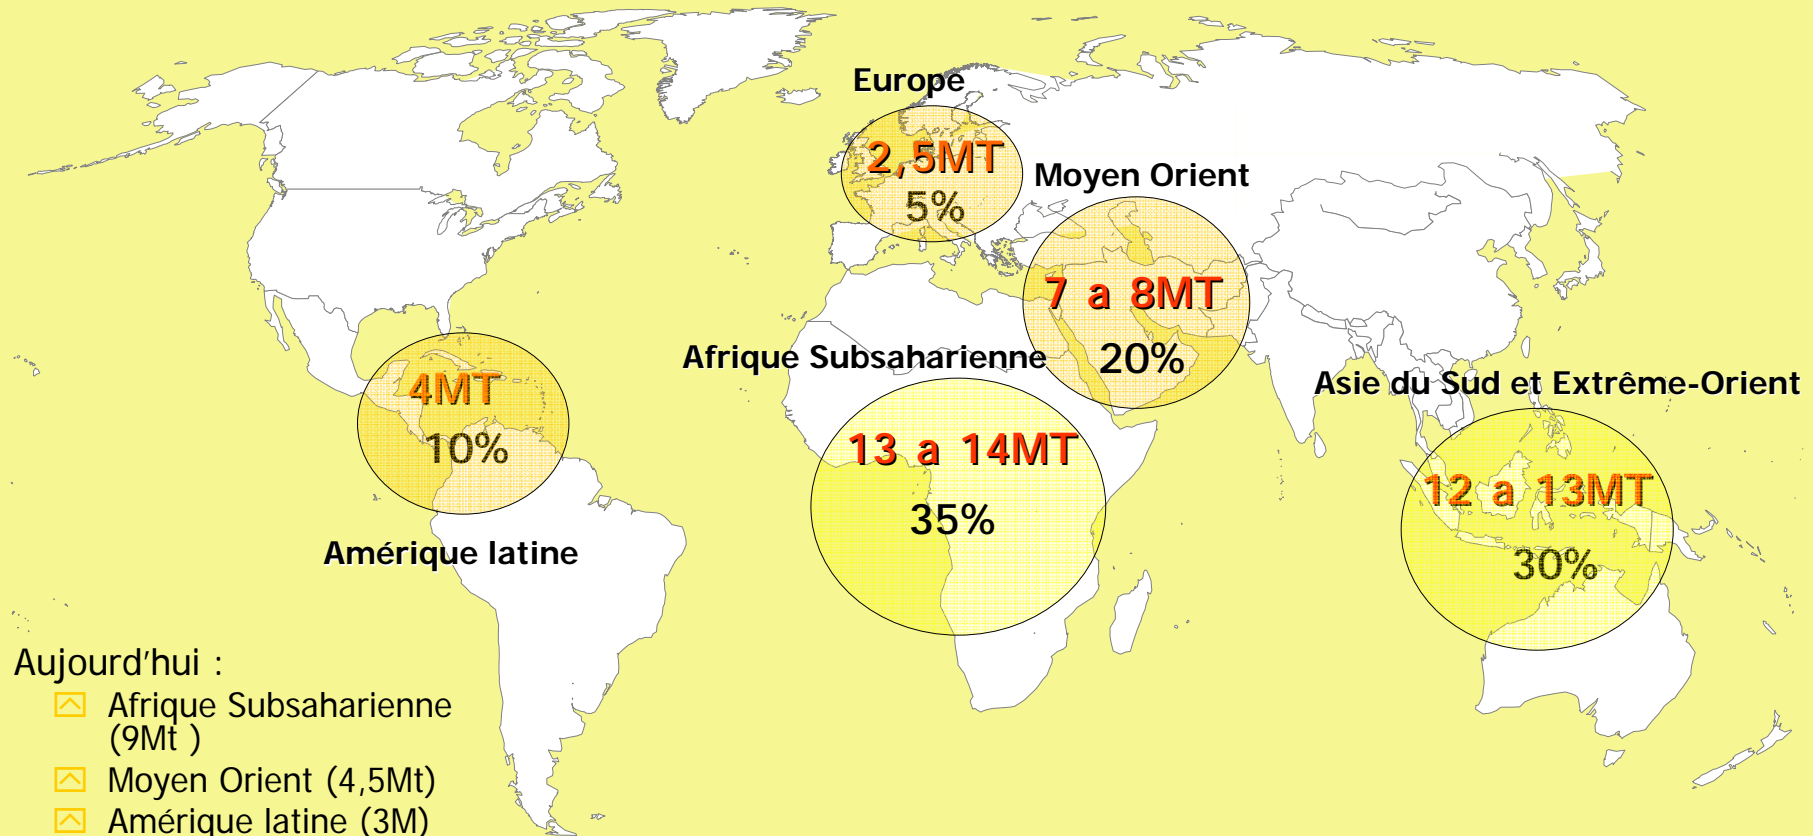 Europe
2,5MT
5%
Moyen Orient
7 a 8MT
20%
Afrique Subsaharienne
13 a 14MT
35%
Asie du Sud et Extrême-Orient
12 a 13MT
30%
4MT
10%
Amérique latine
Aujourd'hui :
Afrique Subsaharienne
(9Mt )
Moyen Orient (4,5Mt)
Amérique latine (3M)